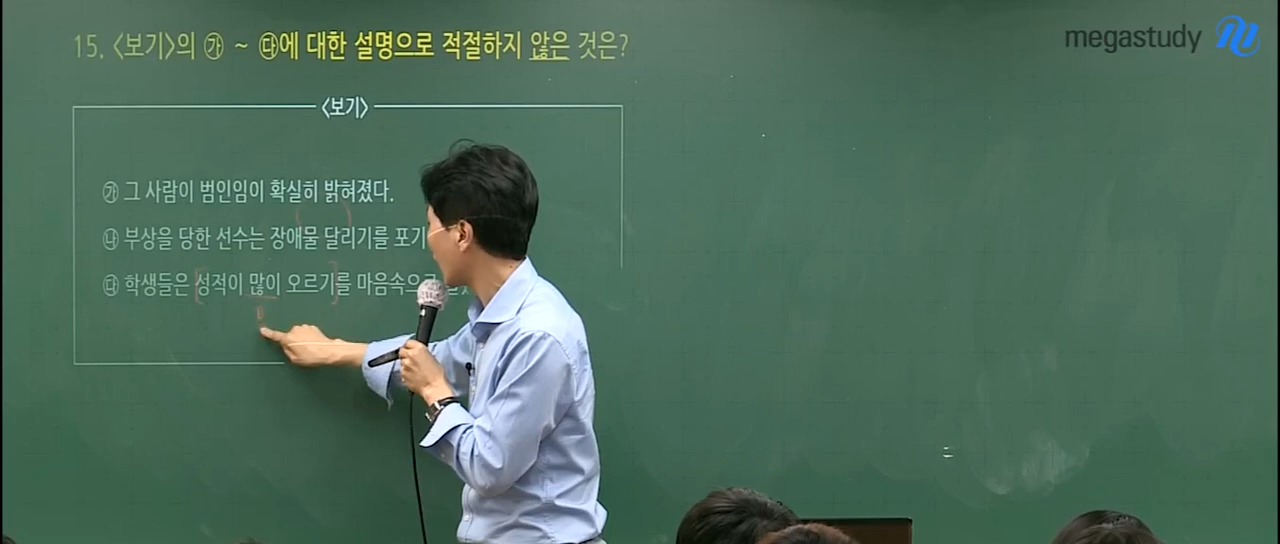 megastudy
15. <보기>의 ㉮ ~ ㉰에 대한 설명으로 적절하지 않은 것은?
<보기>
㉮ 그 사람이 범인임이 확실히 밝혀졌다.
㉯ 부상을 당한 선수는 장애물 달리기를 포기
㉰ 학생들은 [성적이 많이 오르기]를 마음속으로